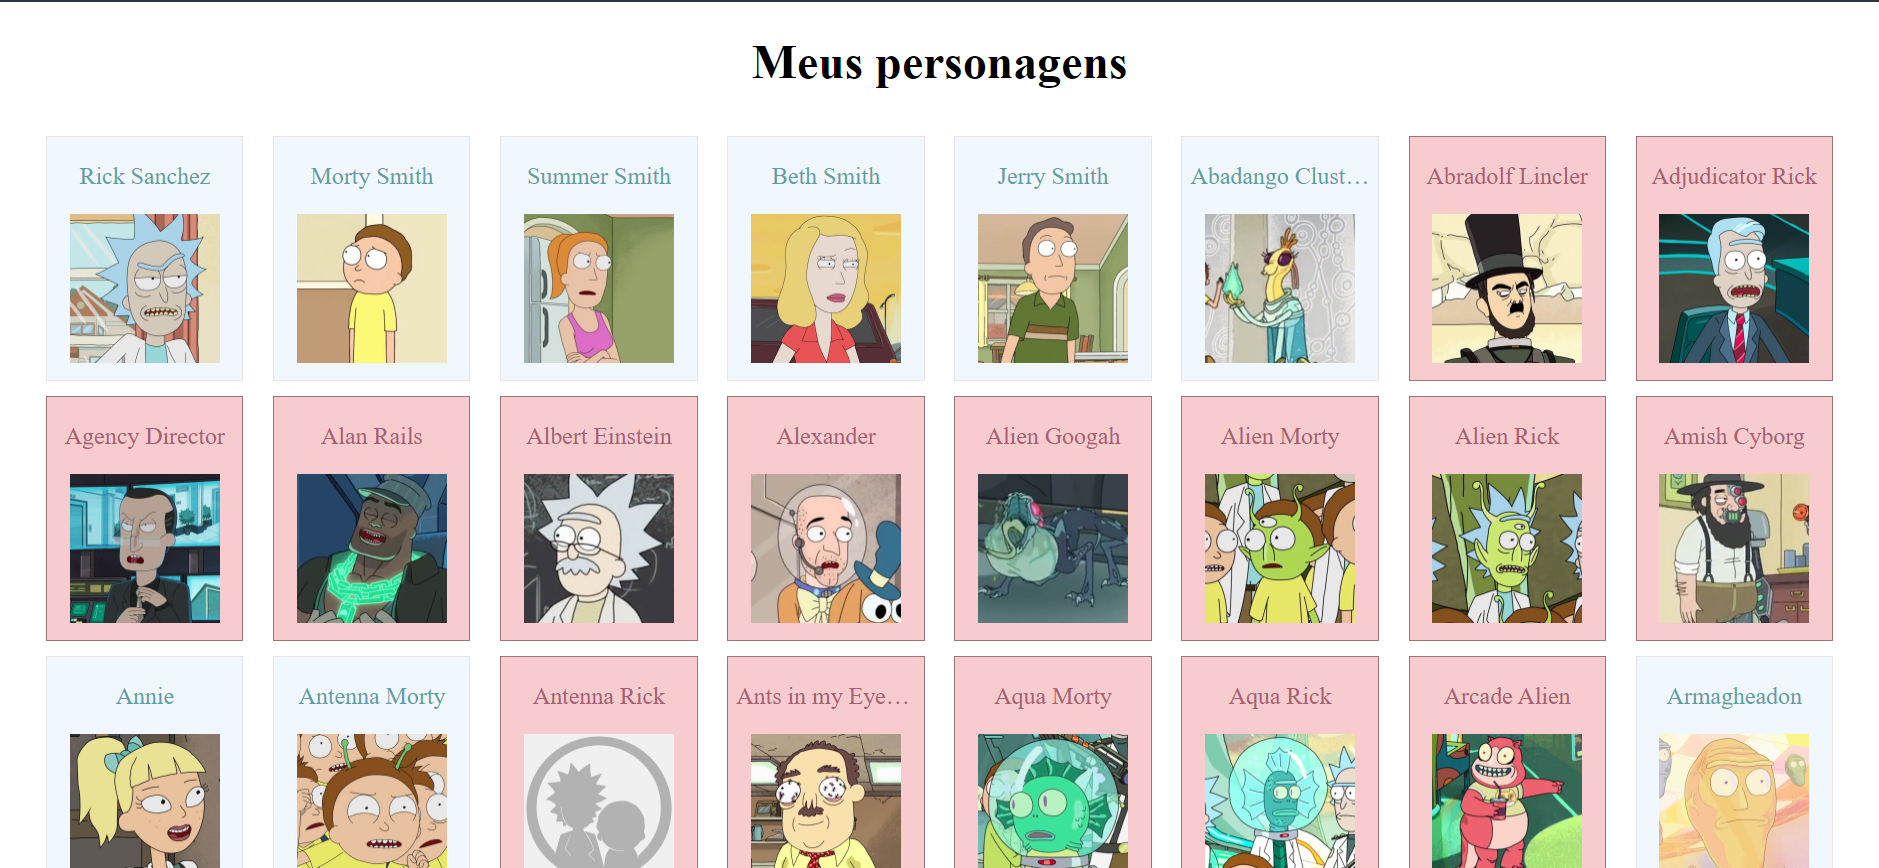 Meus personagens
Rick Sanchez
Morty Smith
Summer Smith
Beth Smith
Jerry Smith
Abadango Clust…
Abradolf Lincler
Adjudicator Rick
Agency Director
Alan Rails
Albert Einstein
Alexander
Alien Googah
Alien Morty
Alien Rick
Amish Cyborg
Annie
Antenna Morty
Antenna Rick
Ants in my Eye…
Aqua Morty
Aqua Rick
Arcade Alien
Armagheadon